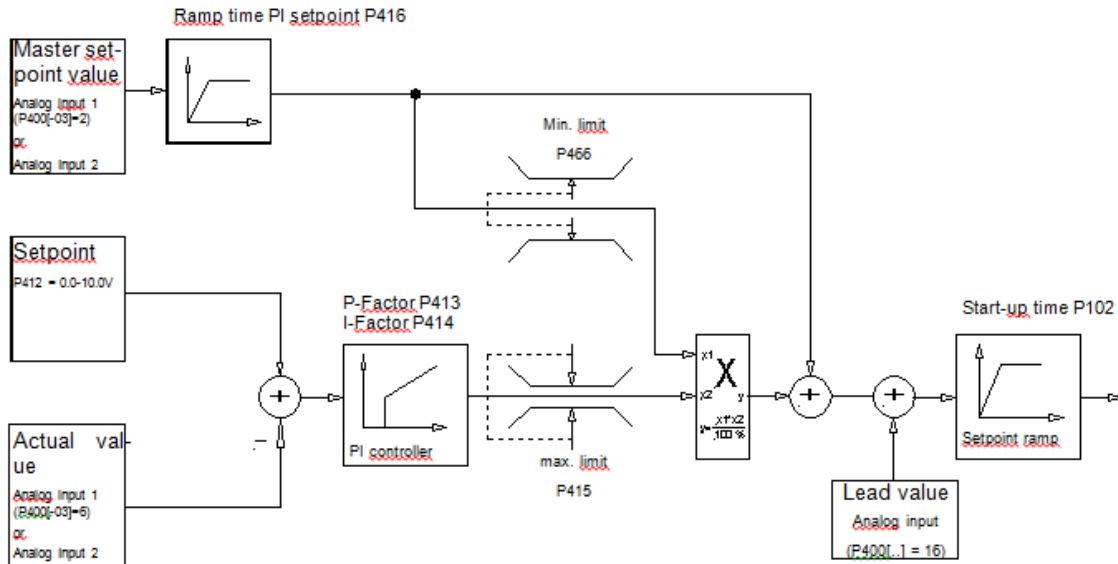 Ramp time PI setpoint P416
Master set-
point value
Analog Input 1
(P400[-03]=2)
or
Analog Input 2
Min. limit
P466
Setpoint
P412 = 0.0-10.0V
P-Factor P413
I-Factor P414
Start-up time P102
x1
X
x2
y
y=
x1*x2
100 %
+
+
+
PI controller
Setpoint ramp
Actual val-
ue
Analog Input 1
(P400[-03]=6)
or
Analog Input 2
−
max. limit
P415
Lead value
Analog input
(P400[..] = 16)